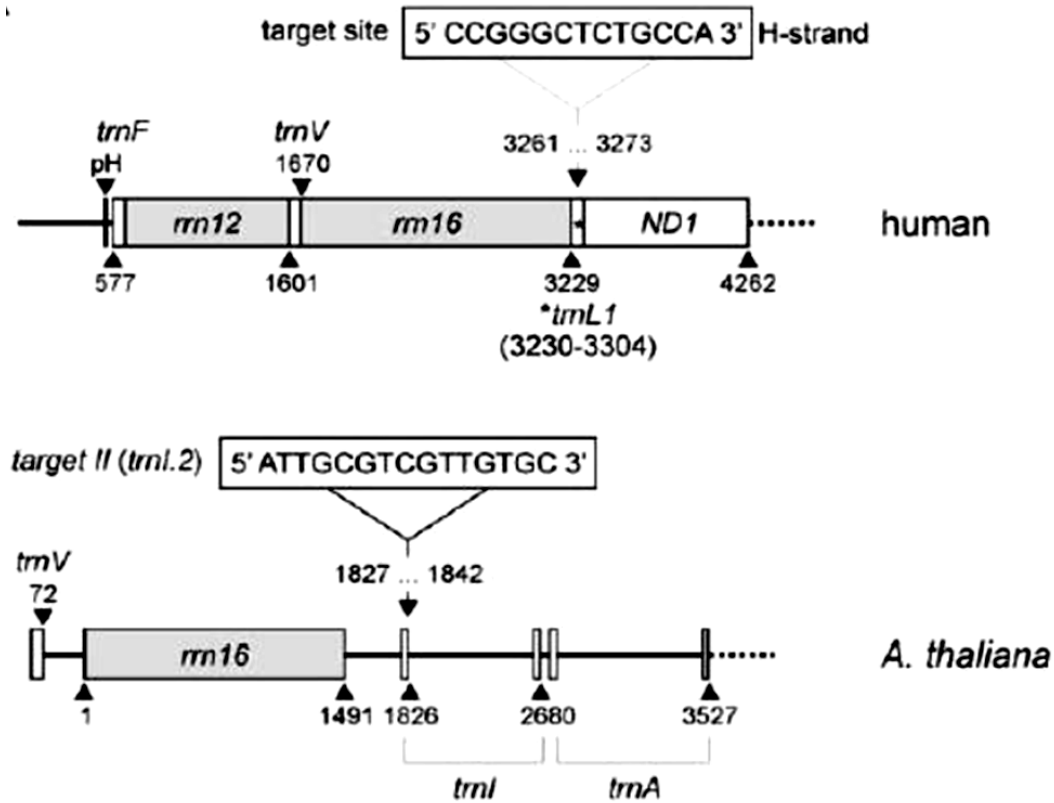 target site 5' CCGGGCTCTGCCA 3' H-strand
trnF trnV
pH 1670 3261 ... 3273
rrn12 rrn16 * ND1 human
577 1601 3229 4262
*trnL1
(3230-3304)
target II (trnI.2) 5' ATTGCGTCGTTGTGC 3'
trnV
72 1827 ... 1842
rrn16 A. thaliana
1 1491 1826 2680 3527
trnI trnA